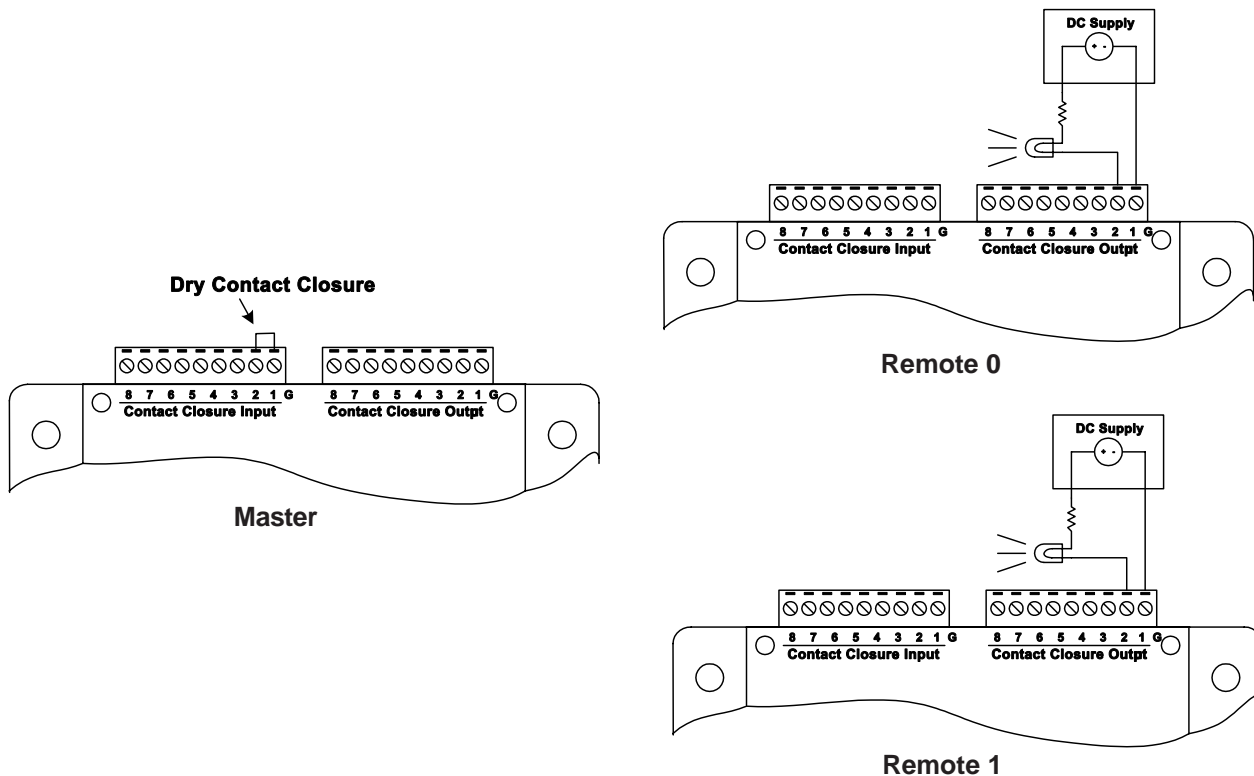 DC Supply
+ -
8 7 6 5 4 3 2 1 G
Contact Closure Input
8 7 6 5 4 3 2 1 G
Contact Closure Outpt
Remote 0
Dry Contact Closure
8 7 6 5 4 3 2 1 G
Contact Closure Input
8 7 6 5 4 3 2 1 G
Contact Closure Outpt
Master
DC Supply
+ -
8 7 6 5 4 3 2 1 G
Contact Closure Input
8 7 6 5 4 3 2 1 G
Contact Closure Outpt
Remote 1